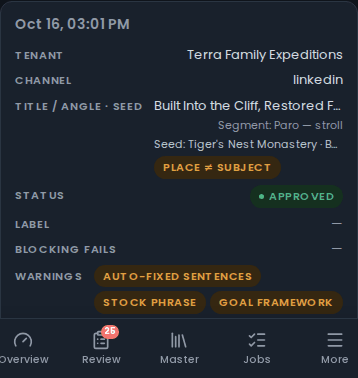 Oct 16, 03:01 PM
TENANT Terra Family Expeditions
CHANNEL linkedin
TITLE / ANGLE · SEED Built Into the Cliff, Restored F…
Segment: Paro — stroll
Seed: Tiger's Nest Monastery · B…
PLACE ≠ SUBJECT
STATUS APPROVED
LABEL —
BLOCKING FAILS —
WARNINGS AUTO-FIXED SENTENCES
STOCK PHRASE GOAL FRAMEWORK
26
Overview Review Master Jobs More